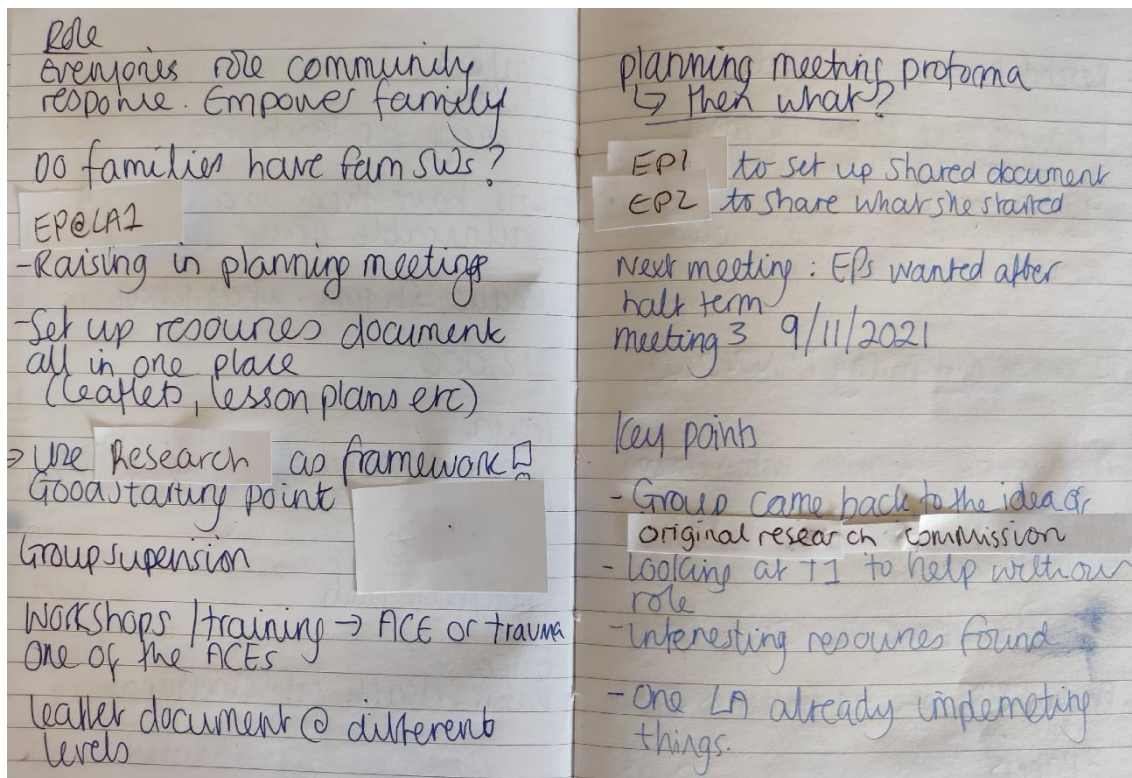 Role
Everyones role community
response. Empower family
Do families have fam SWs?
EP@LA1
-Raising in planning meetings
-Set up resources document
all in one place
(leaflets, lesson plans etc)
→ Use Research as framework
Good starting point
Group supervision
Workshops / training → ACE or trauma
One of the ACEs
leaflet document @ different
levels
planning meeting proforma
↳ then what?
EP1 to set up shared document
EP2 to share what she started
Next meeting: EPs wanted after
half term
meeting 3 9/11/2021
Key points
- Group came back to the idea of
original research commission
- Looking at T1 to help with our
role
- Interesting resources found
- One LA already implemeting
things.